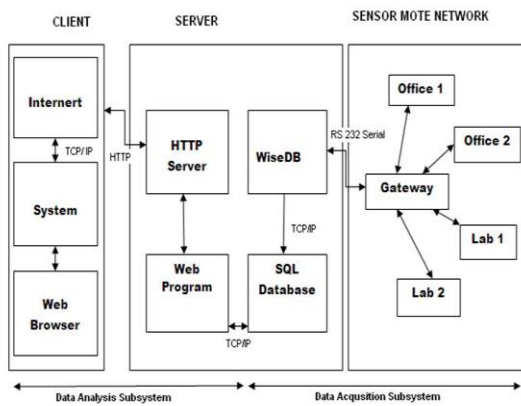 CLIENT
SERVER
SENSOR MOTE NETWORK
Internert
TCP/ IP
System
Web
Browser
HTTP
HTTP
Server
WiseDB
TCP/IP
Web
Program
SQL
Database
TCP/IP
RS 232 Serial
Office 1
Office 2
Gateway
Lab 1
Lab 2
Data Analysis Subsystem
Data Acqusition Subsystem